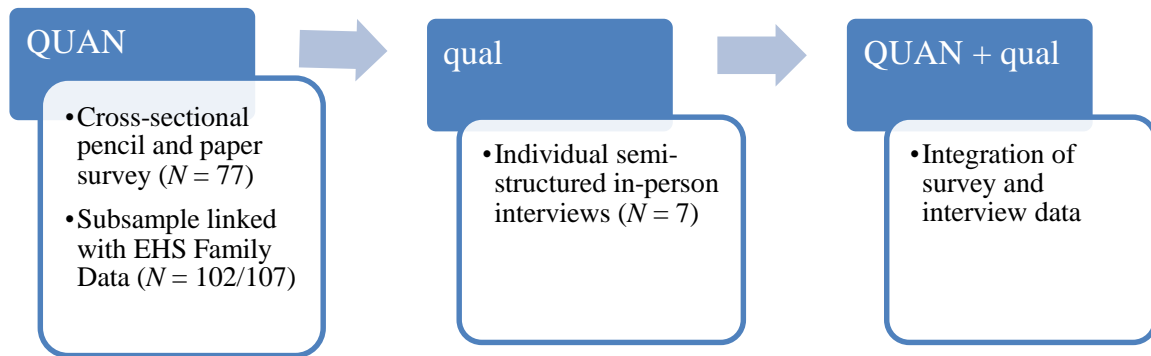 QUAN
•Cross-sectional
pencil and paper
survey (N = 77)
•Subsample linked
with EHS Family
Data (N = 102/107)
qual
•Individual semi-
structured in-person
interviews (N = 7)
QUAN + qual
•Integration of
survey and
interview data